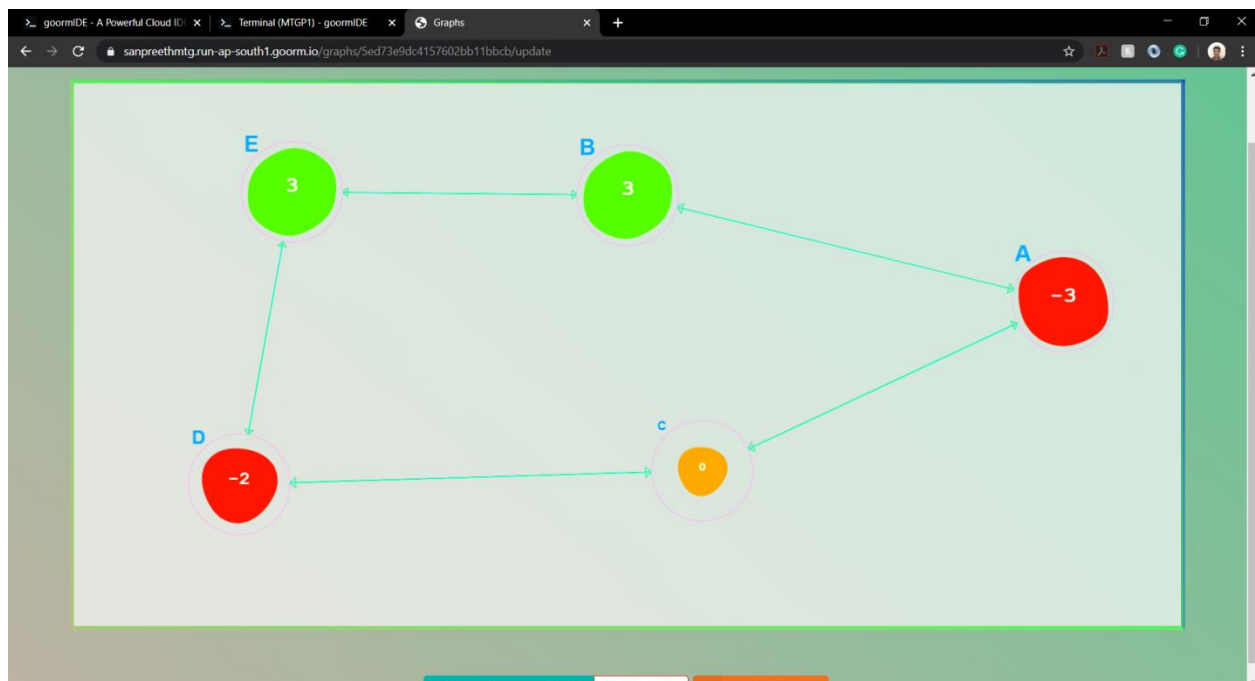 goormIDE - A Powerful Cloud ID
Terminal (MTGP1) - goormIDE
Graphs
sanpreethmtg.run-ap-south1.goorm.io/graphs/5ed73e9dc4157602bb11bbcb/update
E
3
B
3
A
-3
D
-2
c
0